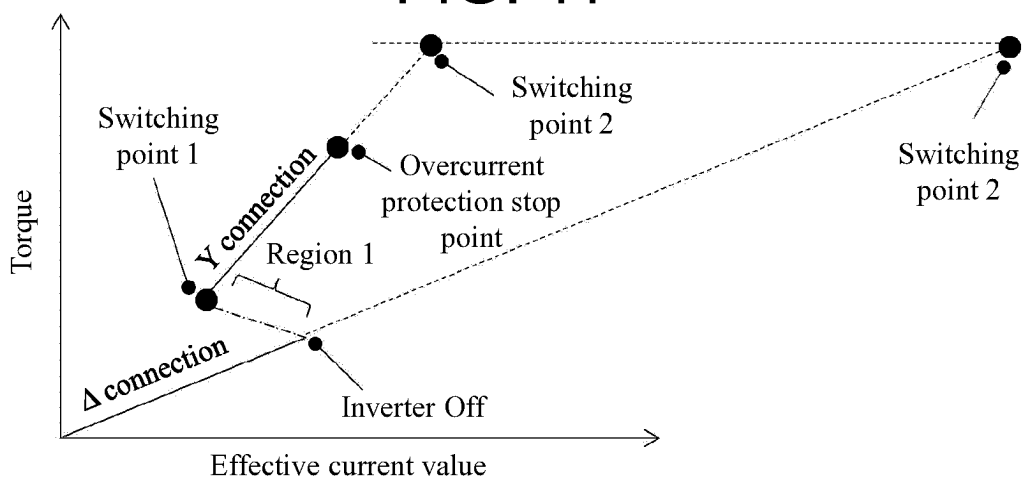 Switching
point 2
Switching
point 1
Switching
point 2
Overcurrent
protection stop
point
Y connection
Region 1
Torque
Δ connection
Inverter Off
Effective current value